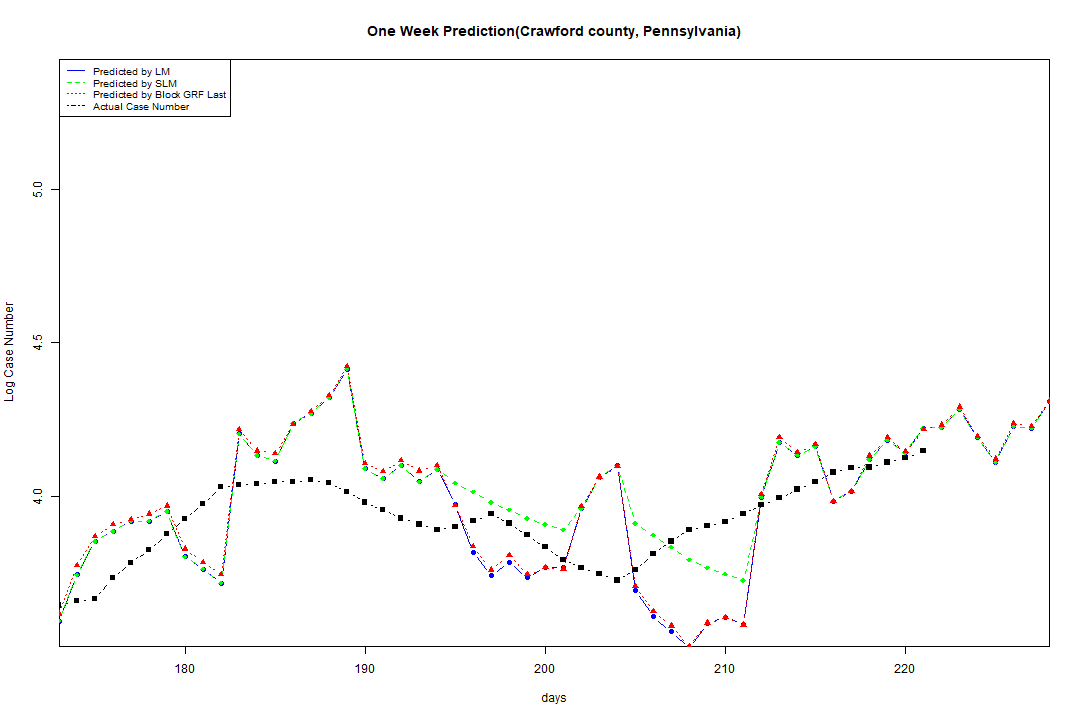 One Week Prediction(Crawford county, Pennsylvania)
Predicted by LM
Predicted by SLM
Predicted by Block GRF Last
Actual Case Number
5.0
4.5
4.0
Log Case Number
180 190 200 210 220
days